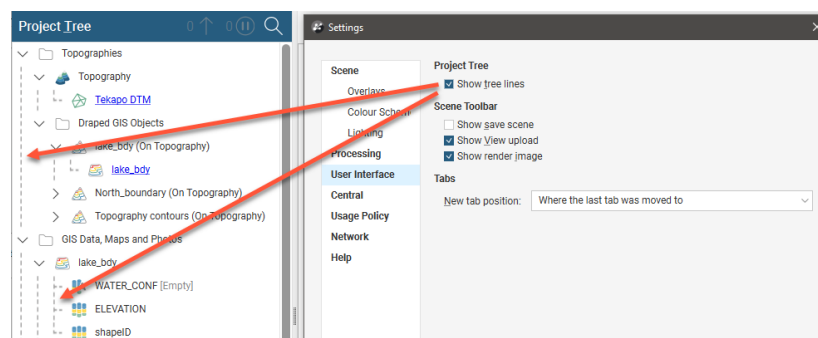 Project Tree
0
0
Topographies
Topography
Tekapo DTM
Draped GIS Objects
lake_bdy (On Topography)
lake_bdy
North_boundary (On Topography)
Topography contours (On Topography)
GIS Data, Maps and Photos
lake_bdy
WATER_CONF [Empty]
ELEVATION
shapeID
Settings
Scene
Overlays
Colour Schem
Lighting
Processing
User Interface
Central
Usage Policy
Network
Help
Project Tree
Show tree lines
Scene Toolbar
Show save scene
Show View upload
Show render image
Tabs
New tab position:
Where the last tab was moved to